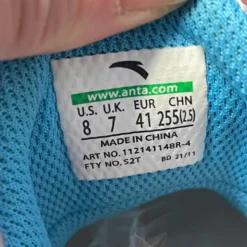 www.anta.com
U.S. U.K. EUR CHN
8 7 41 255(2.5)
MADE IN CHINA
ART NO. 112141148R-4
FTY NO. S2T BD 21/11